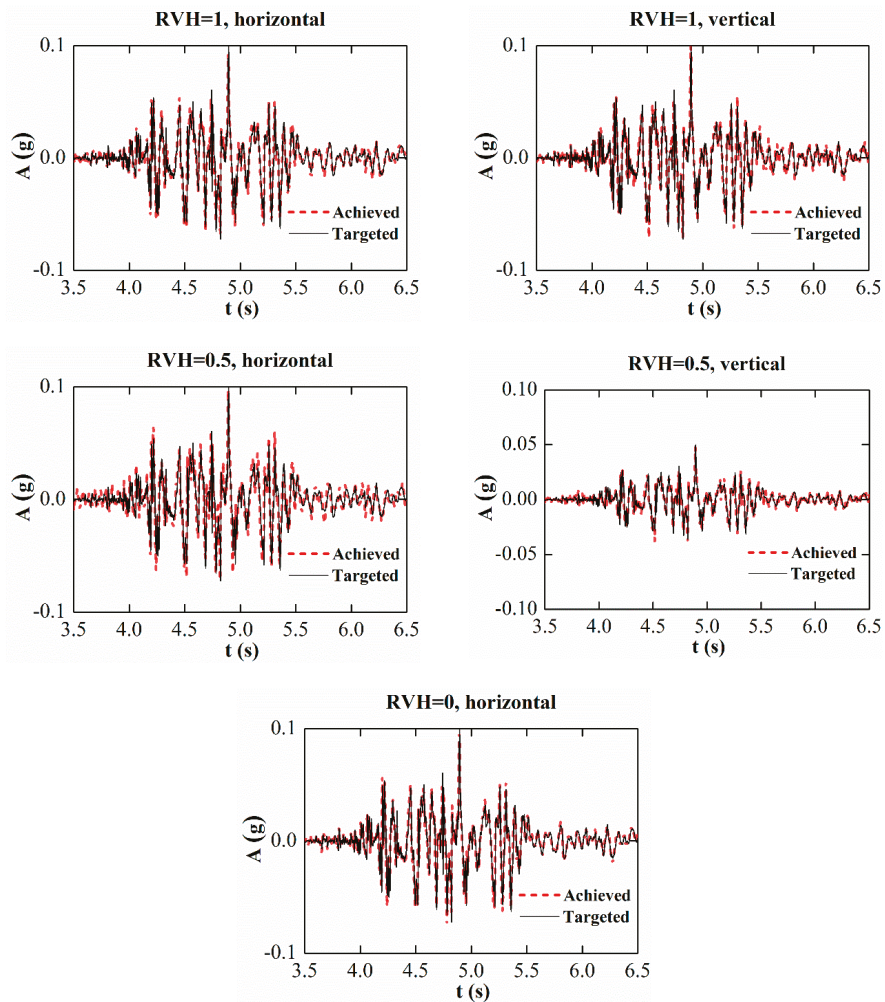 RVH=1, horizontal
0.1
0.0
-0.1
A (g)
Achieved
Targeted
3.5 4.0 4.5 5.0 5.5 6.0 6.5
t (s)
RVH=1, vertical
0.1
0.0
-0.1
A (g)
Achieved
Targeted
3.5 4.0 4.5 5.0 5.5 6.0 6.5
t (s)
RVH=0.5, horizontal
0.1
0.0
-0.1
A (g)
Achieved
Targeted
3.5 4.0 4.5 5.0 5.5 6.0 6.5
t (s)
RVH=0.5, vertical
0.10
0.05
0.00
-0.05
-0.10
A (g)
Achieved
Targeted
3.5 4.0 4.5 5.0 5.5 6.0 6.5
t (s)
RVH=0, horizontal
0.1
0.0
-0.1
A (g)
Achieved
Targeted
3.5 4.0 4.5 5.0 5.5 6.0 6.5
t (s)